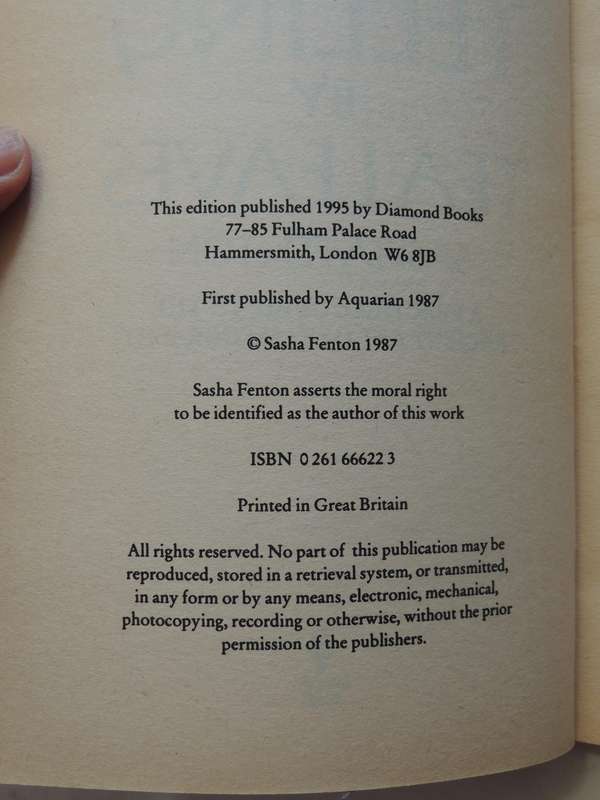 This edition published 1995 by Diamond Books
77–85 Fulham Palace Road
Hammersmith, London W6 8JB
First published by Aquarian 1987
© Sasha Fenton 1987
Sasha Fenton asserts the moral right
to be identified as the author of this work
ISBN 0 261 66622 3
Printed in Great Britain
All rights reserved. No part of this publication may be
reproduced, stored in a retrieval system, or transmitted,
in any form or by any means, electronic, mechanical,
photocopying, recording or otherwise, without the prior
permission of the publishers.